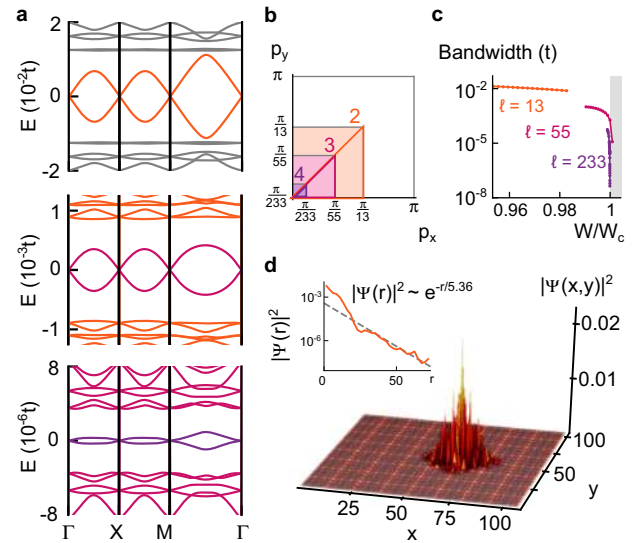 a
E (10⁻²t)
2
0
-2
E (10⁻³t)
1
0
-1
E (10⁻⁶t)
8
0
-8
Γ X M Γ
b
p_y
π
π/13
π/55
π/233
2
3
4
π/233 π/55 π/13 π
p_x
c
Bandwidth (t)
10⁻²
10⁻⁵
10⁻⁸
ℓ = 13
ℓ = 55
ℓ = 233
0.96 0.98 1
W/W_c
d
|Ψ(r)|² ~ e^{-r/5.36}
|Ψ(r)|²
10⁻³
10⁻⁶
0 50 r
|Ψ(x,y)|²
0.02
0.01
100
50
y
25 50 75 100
x